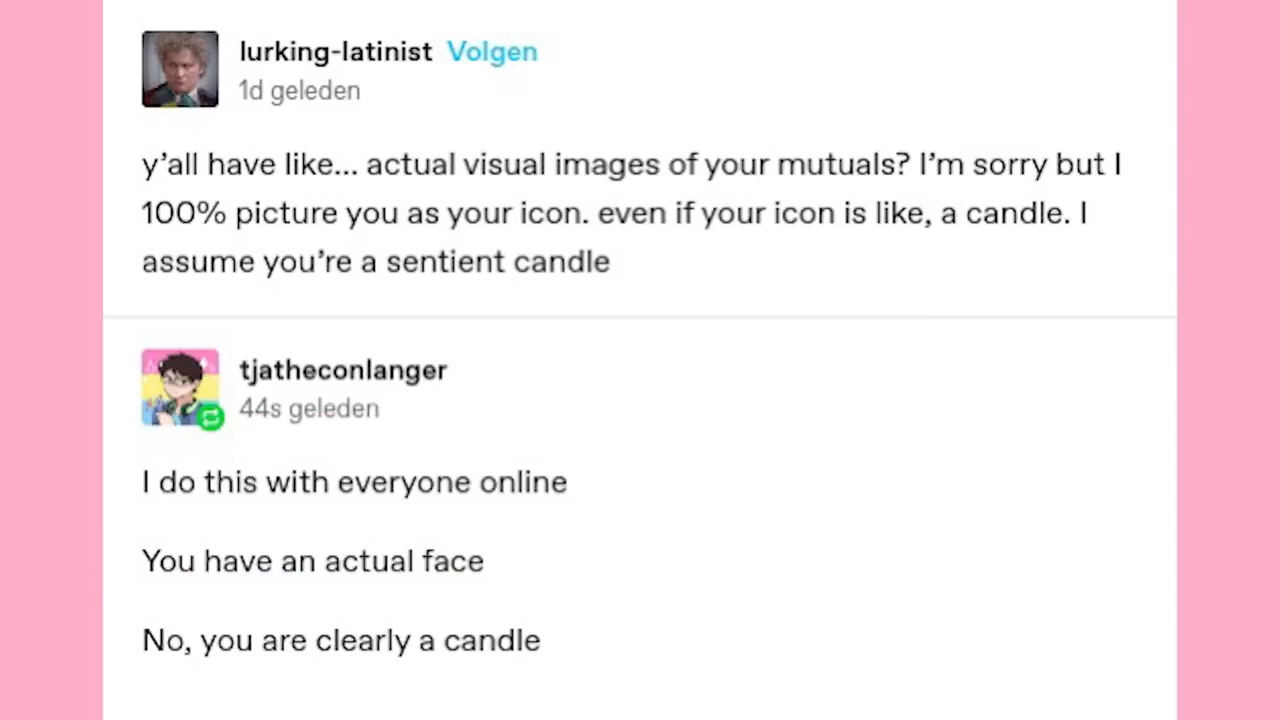 lurking-latinist Volgen
1d geleden
y’all have like... actual visual images of your mutuals? I’m sorry but I
100% picture you as your icon. even if your icon is like, a candle. I
assume you’re a sentient candle
tjatheconlanger
44s geleden
I do this with everyone online
You have an actual face
No, you are clearly a candle